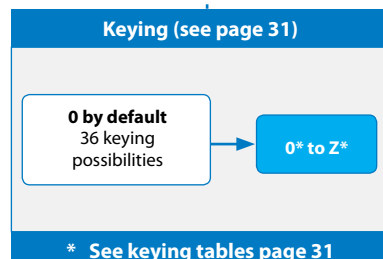 Keying (see page 31)
0 by default
36 keying
possibilities
0* to Z*
* See keying tables page 31